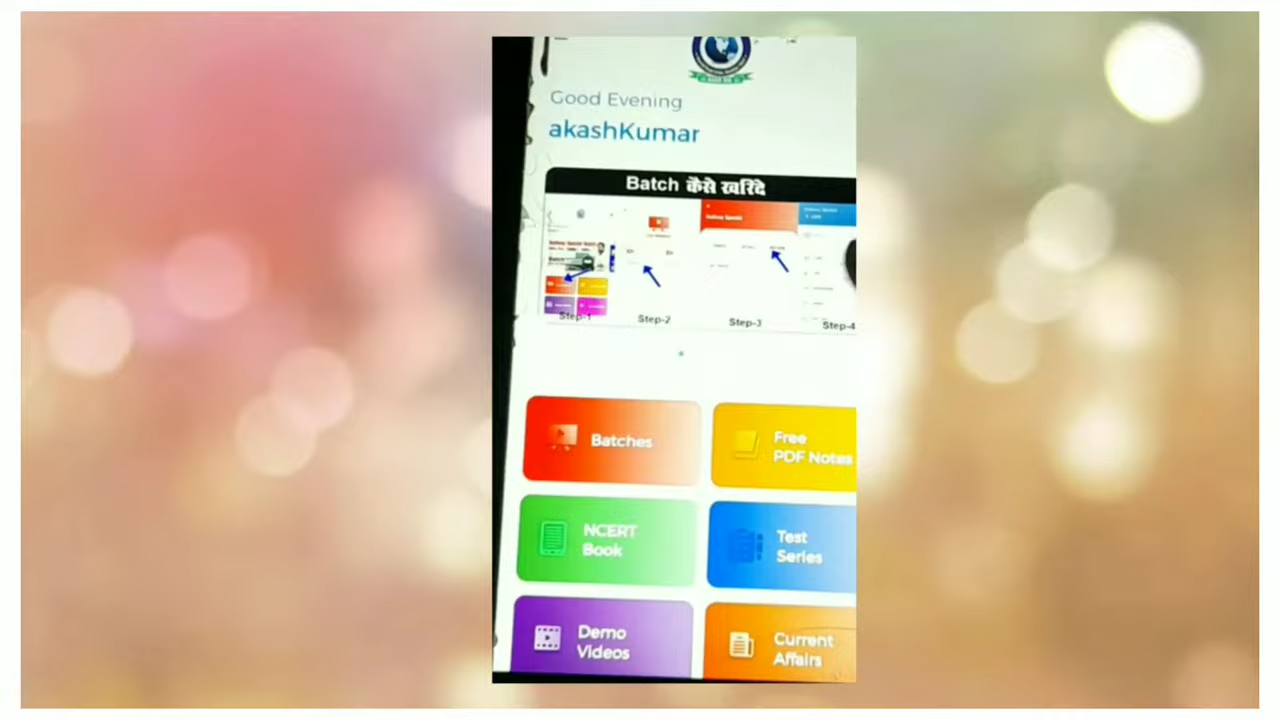 Good Evening
akashKumar
Batch कैसे खरिदे
Step-1
Step-2
Step-3
Step-4
Batches
Free
PDF Notes
NCERT
Book
Test
Series
Demo
Videos
Current
Affairs